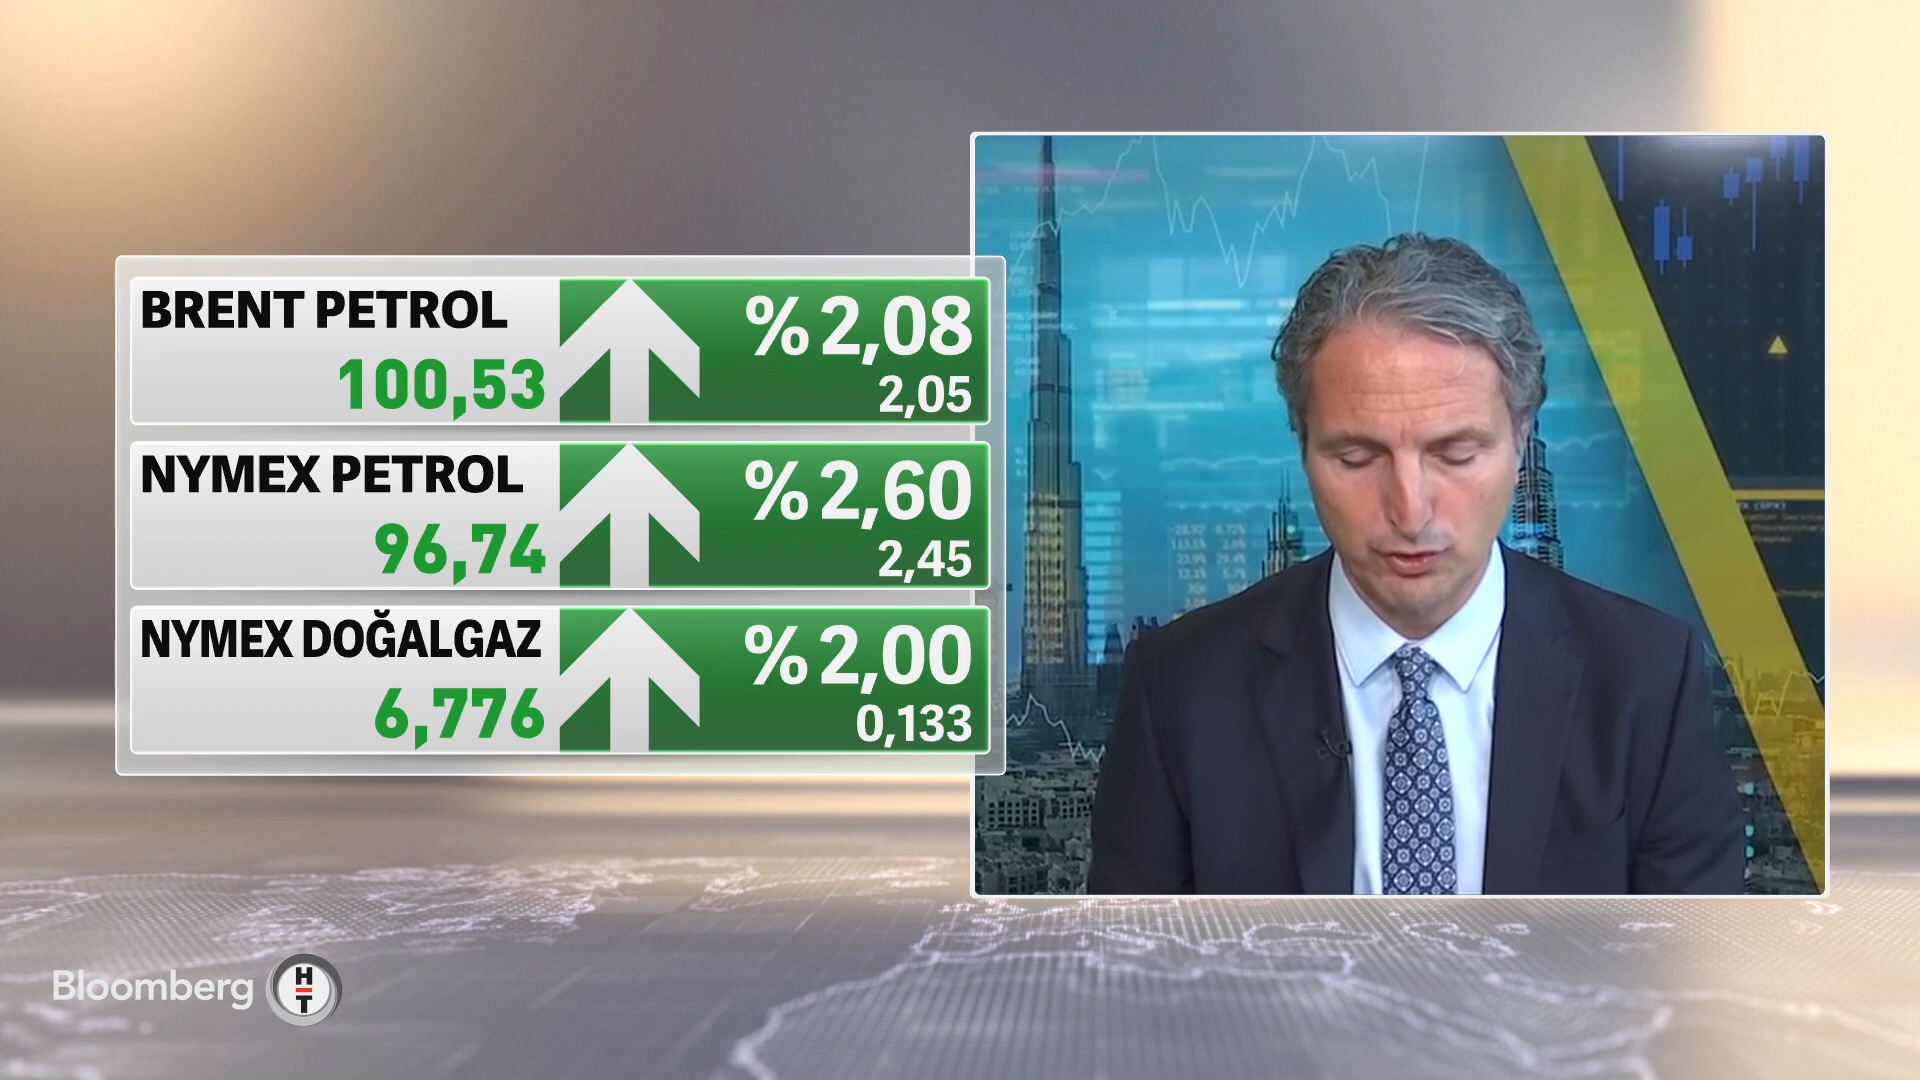 BRENT PETROL
100,53
%2,08
2,05
NYMEX PETROL
96,74
%2,60
2,45
NYMEX DOĞALGAZ
6,776
%2,00
0,133
Bloomberg HT